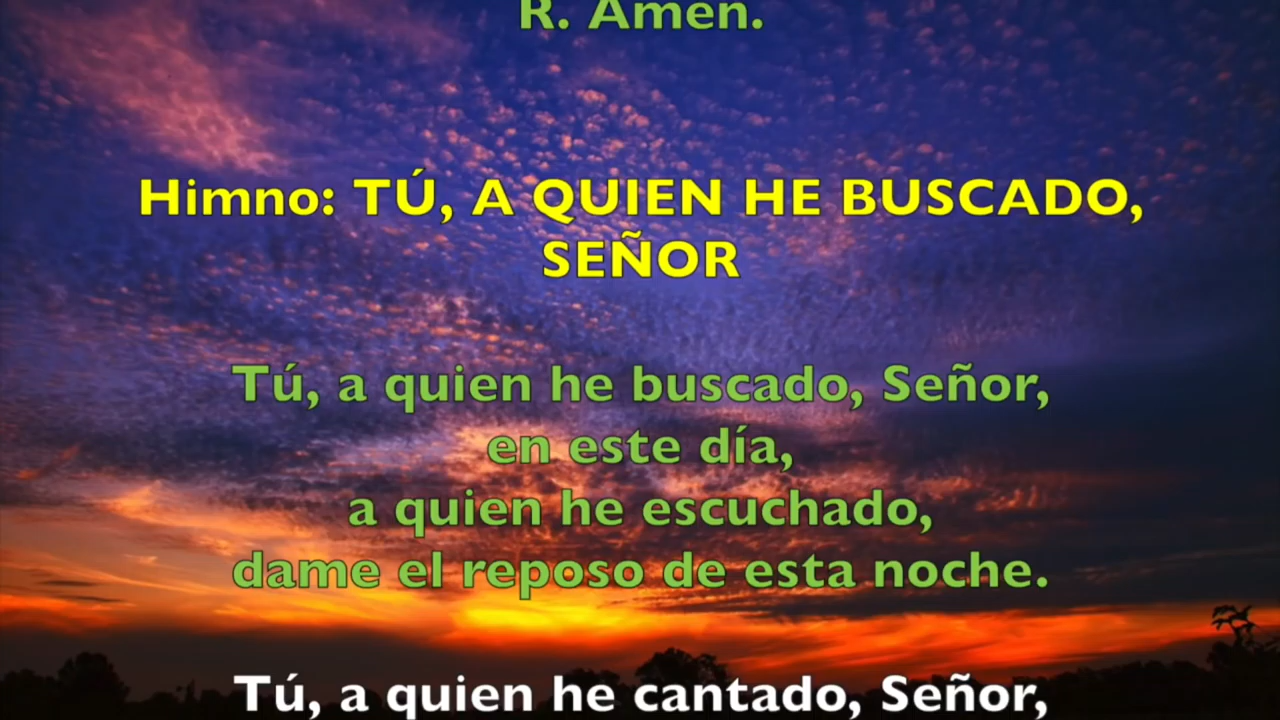 R. Amén.
Himno: TÚ, A QUIEN HE BUSCADO,
SEÑOR
Tú, a quien he buscado, Señor,
en este día,
a quien he escuchado,
dame el reposo de esta noche.
Tú, a quien he cantado, Señor,